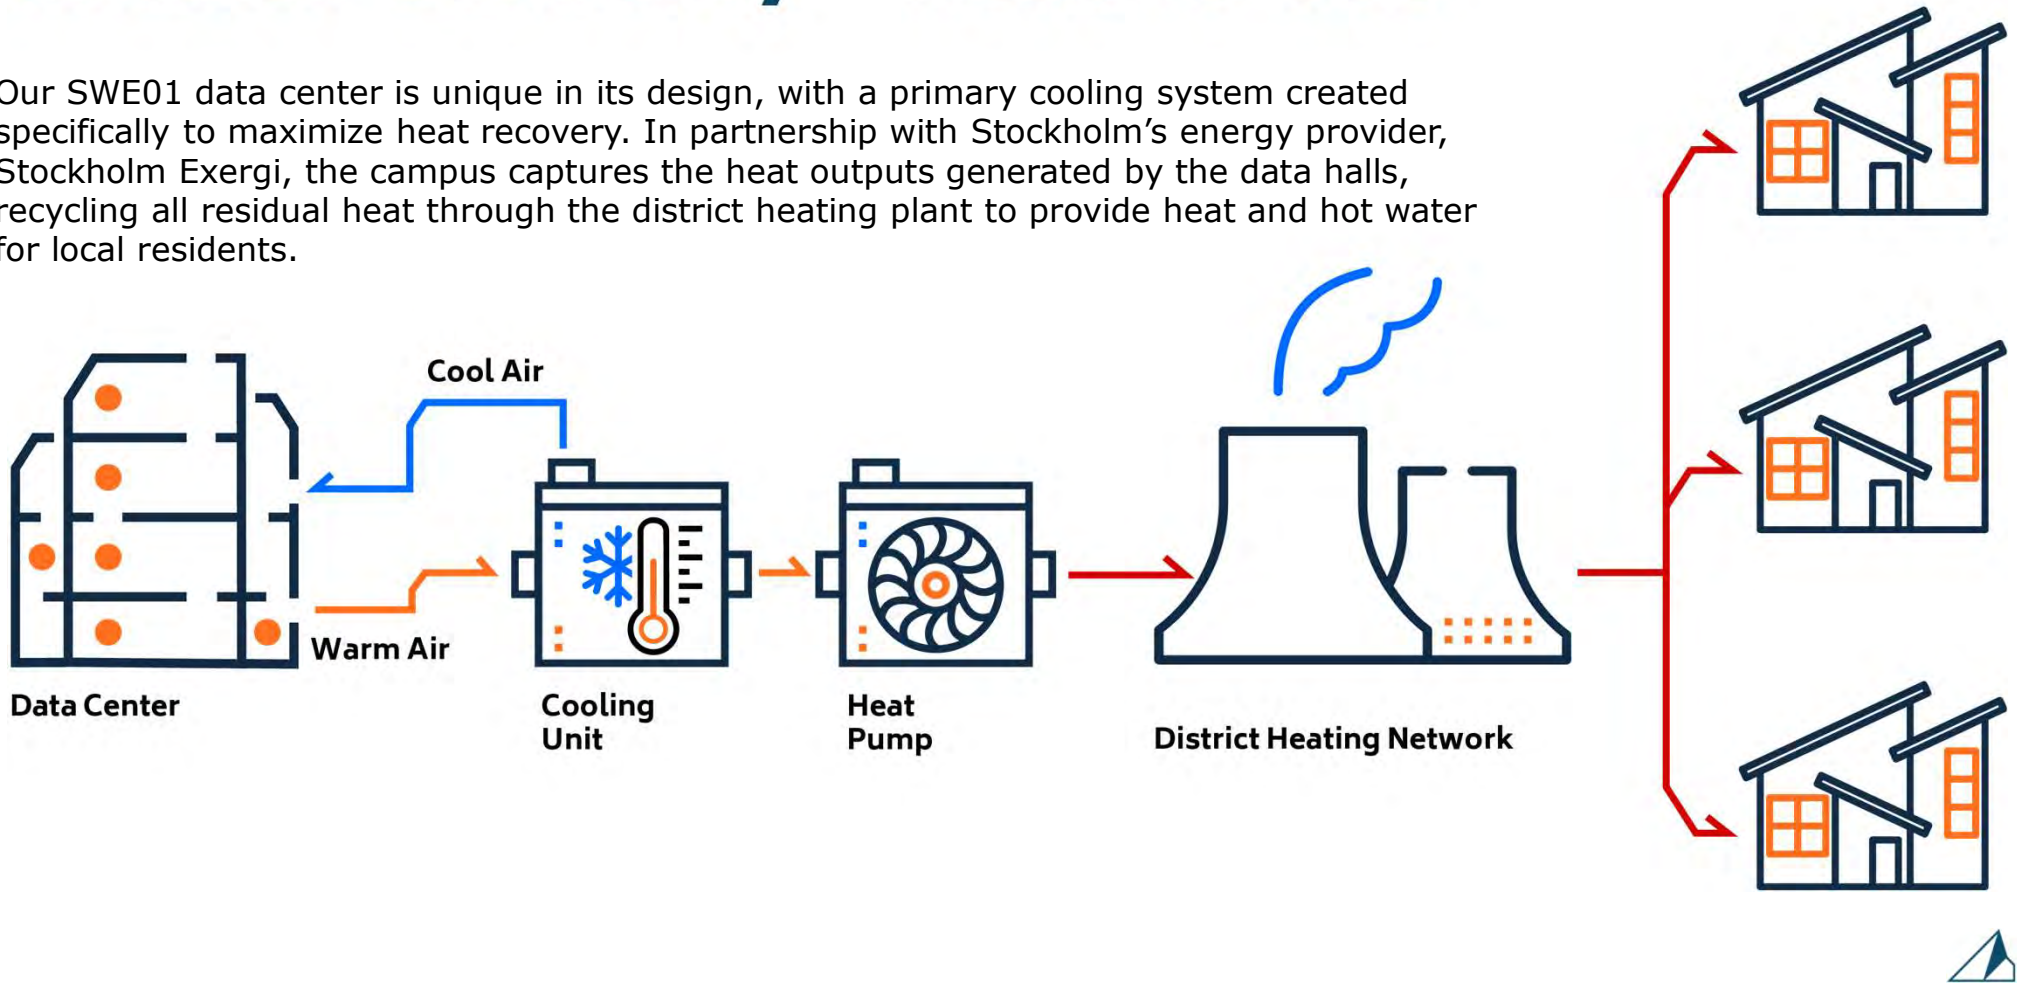 Our SWE01 data center is unique in its design, with a primary cooling system created
specifically to maximize heat recovery. In partnership with Stockholm’s energy provider,
Stockholm Exergi, the campus captures the heat outputs generated by the data halls,
recycling all residual heat through the district heating plant to provide heat and hot water
for local residents.
Cool Air
Warm Air
Data Center
Cooling
Unit
Heat
Pump
District Heating Network